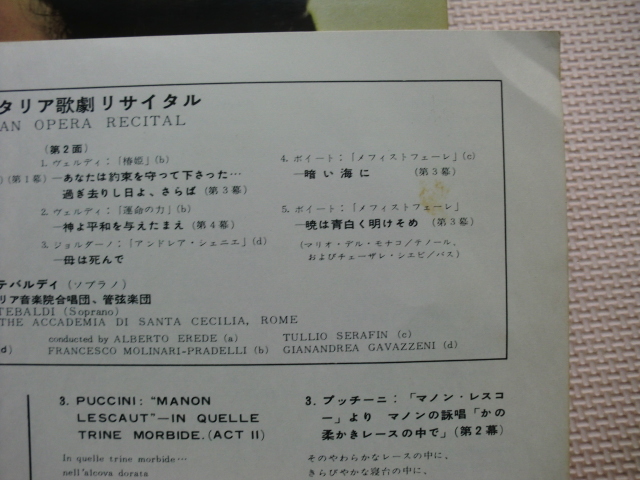 タリア歌劇リサイタル
AN OPERA RECITAL
(第2面)
1. ヴェルディ:「椿姫」(b)
(第1幕) ―あなたは約束を守って下さった…
過ぎ去りし日よ、さらば (第3幕)
2. ヴェルディ:「運命の力」(b)
―神よ平和を与えたまえ (第4幕)
3. ジョルダーノ:「アンドレア・シェニエ」(d)
―母は死んで
4. ボイート:「メフィストフェーレ」(c)
―暗い海に (第3幕)
5. ボイート:「メフィストフェーレ」
―暁は青白く明けそめ (第3幕)
(マリオ・デル・モナコ/テノール、
およびチェーザレ・シエピ/バス)
テバルディ (ソプラノ)
リア音楽院合唱団、管弦楽団
TEBALDI (Soprano)
THE ACCADEMIA DI SANTA CECILIA, ROME
conducted by ALBERTO EREDE (a) TULLIO SERAFIN (c)
d) FRANCESCO MOLINARI-PRADELLI (b) GIANANDREA GAVAZZENI (d)
3. PUCCINI: “MANON
LESCAUT”—IN QUELLE
TRINE MORBIDE. (ACT II)
In quelle trine morbide…
nell'alcova dorata
3. プッチーニ:「マノン・レスコ
ー」より マノンの詠唱「かの
柔かきレースの中で」(第2幕)
そのやわらかなレースの中に、
きらびやかな寝台の中に、